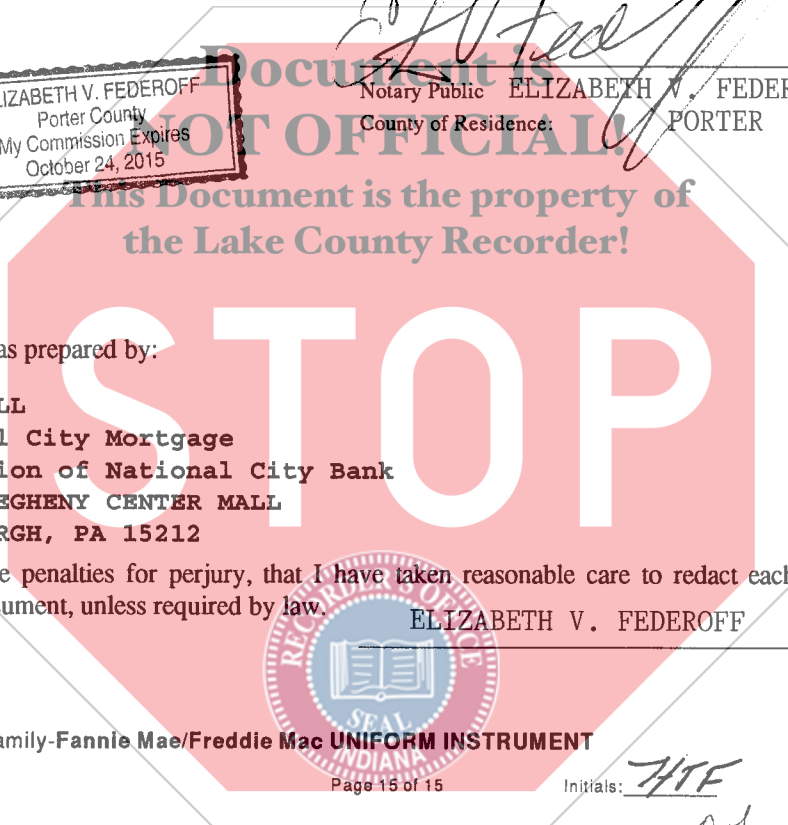 LIZABETH V. FEDEROFF
Porter County
My Commission Expires
October 24, 2015
Document is
NOT OFFICIAL!
This Document is the property of
the Lake County Recorder!
Notary Public ELIZABETH V. FEDER
County of Residence: PORTER
STOP
as prepared by:
LL
l City Mortgage
ion of National City Bank
EGHENY CENTER MALL
RGH, PA 15212
e penalties for perjury, that I have taken reasonable care to redact each
ument, unless required by law.
ELIZABETH V. FEDEROFF
RECORDER'S OFFICE
SEAL
INDIANA
amily-Fannie Mae/Freddie Mac UNIFORM INSTRUMENT
Page 15 of 15
Initials: HTF